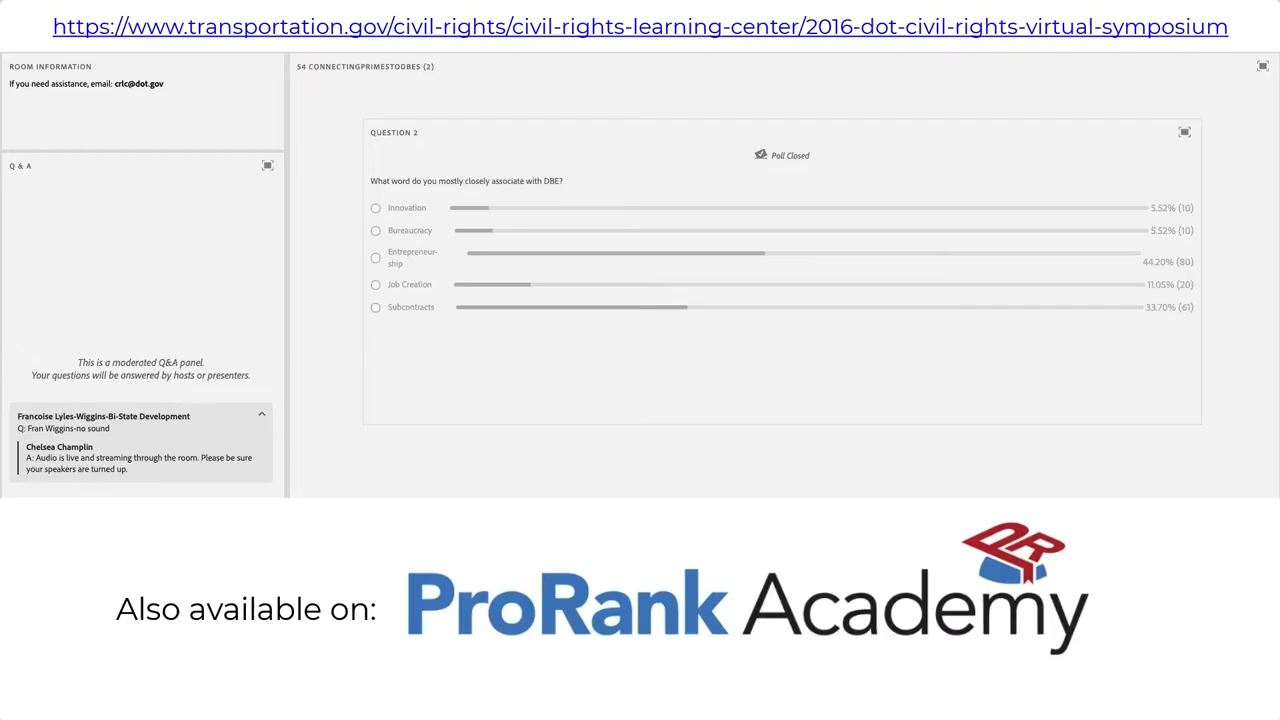 https://www.transportation.gov/civil-rights/civil-rights-learning-center/2016-dot-civil-rights-virtual-symposium
ROOM INFORMATION
If you need assistance, email: crlc@dot.gov
Q & A
This is a moderated Q&A panel.
Your questions will be answered by hosts or presenters.
Francoise Lyles-Wiggins-Bi-State Development
Q: Fran Wiggins-no sound
Chelsea Champlin
A: Audio is live and streaming through the room. Please be sure
your speakers are turned up.
S4 CONNECTINGPRIMESTODBES (2)
QUESTION 2
Poll Closed
What word do you mostly closely associate with DBE?
Innovation 5.52% (10)
Bureaucracy 5.52% (10)
Entrepreneur-
ship 44.20% (80)
Job Creation 11.05% (20)
Subcontracts 33.70% (61)
Also available on: ProRank Academy
PR